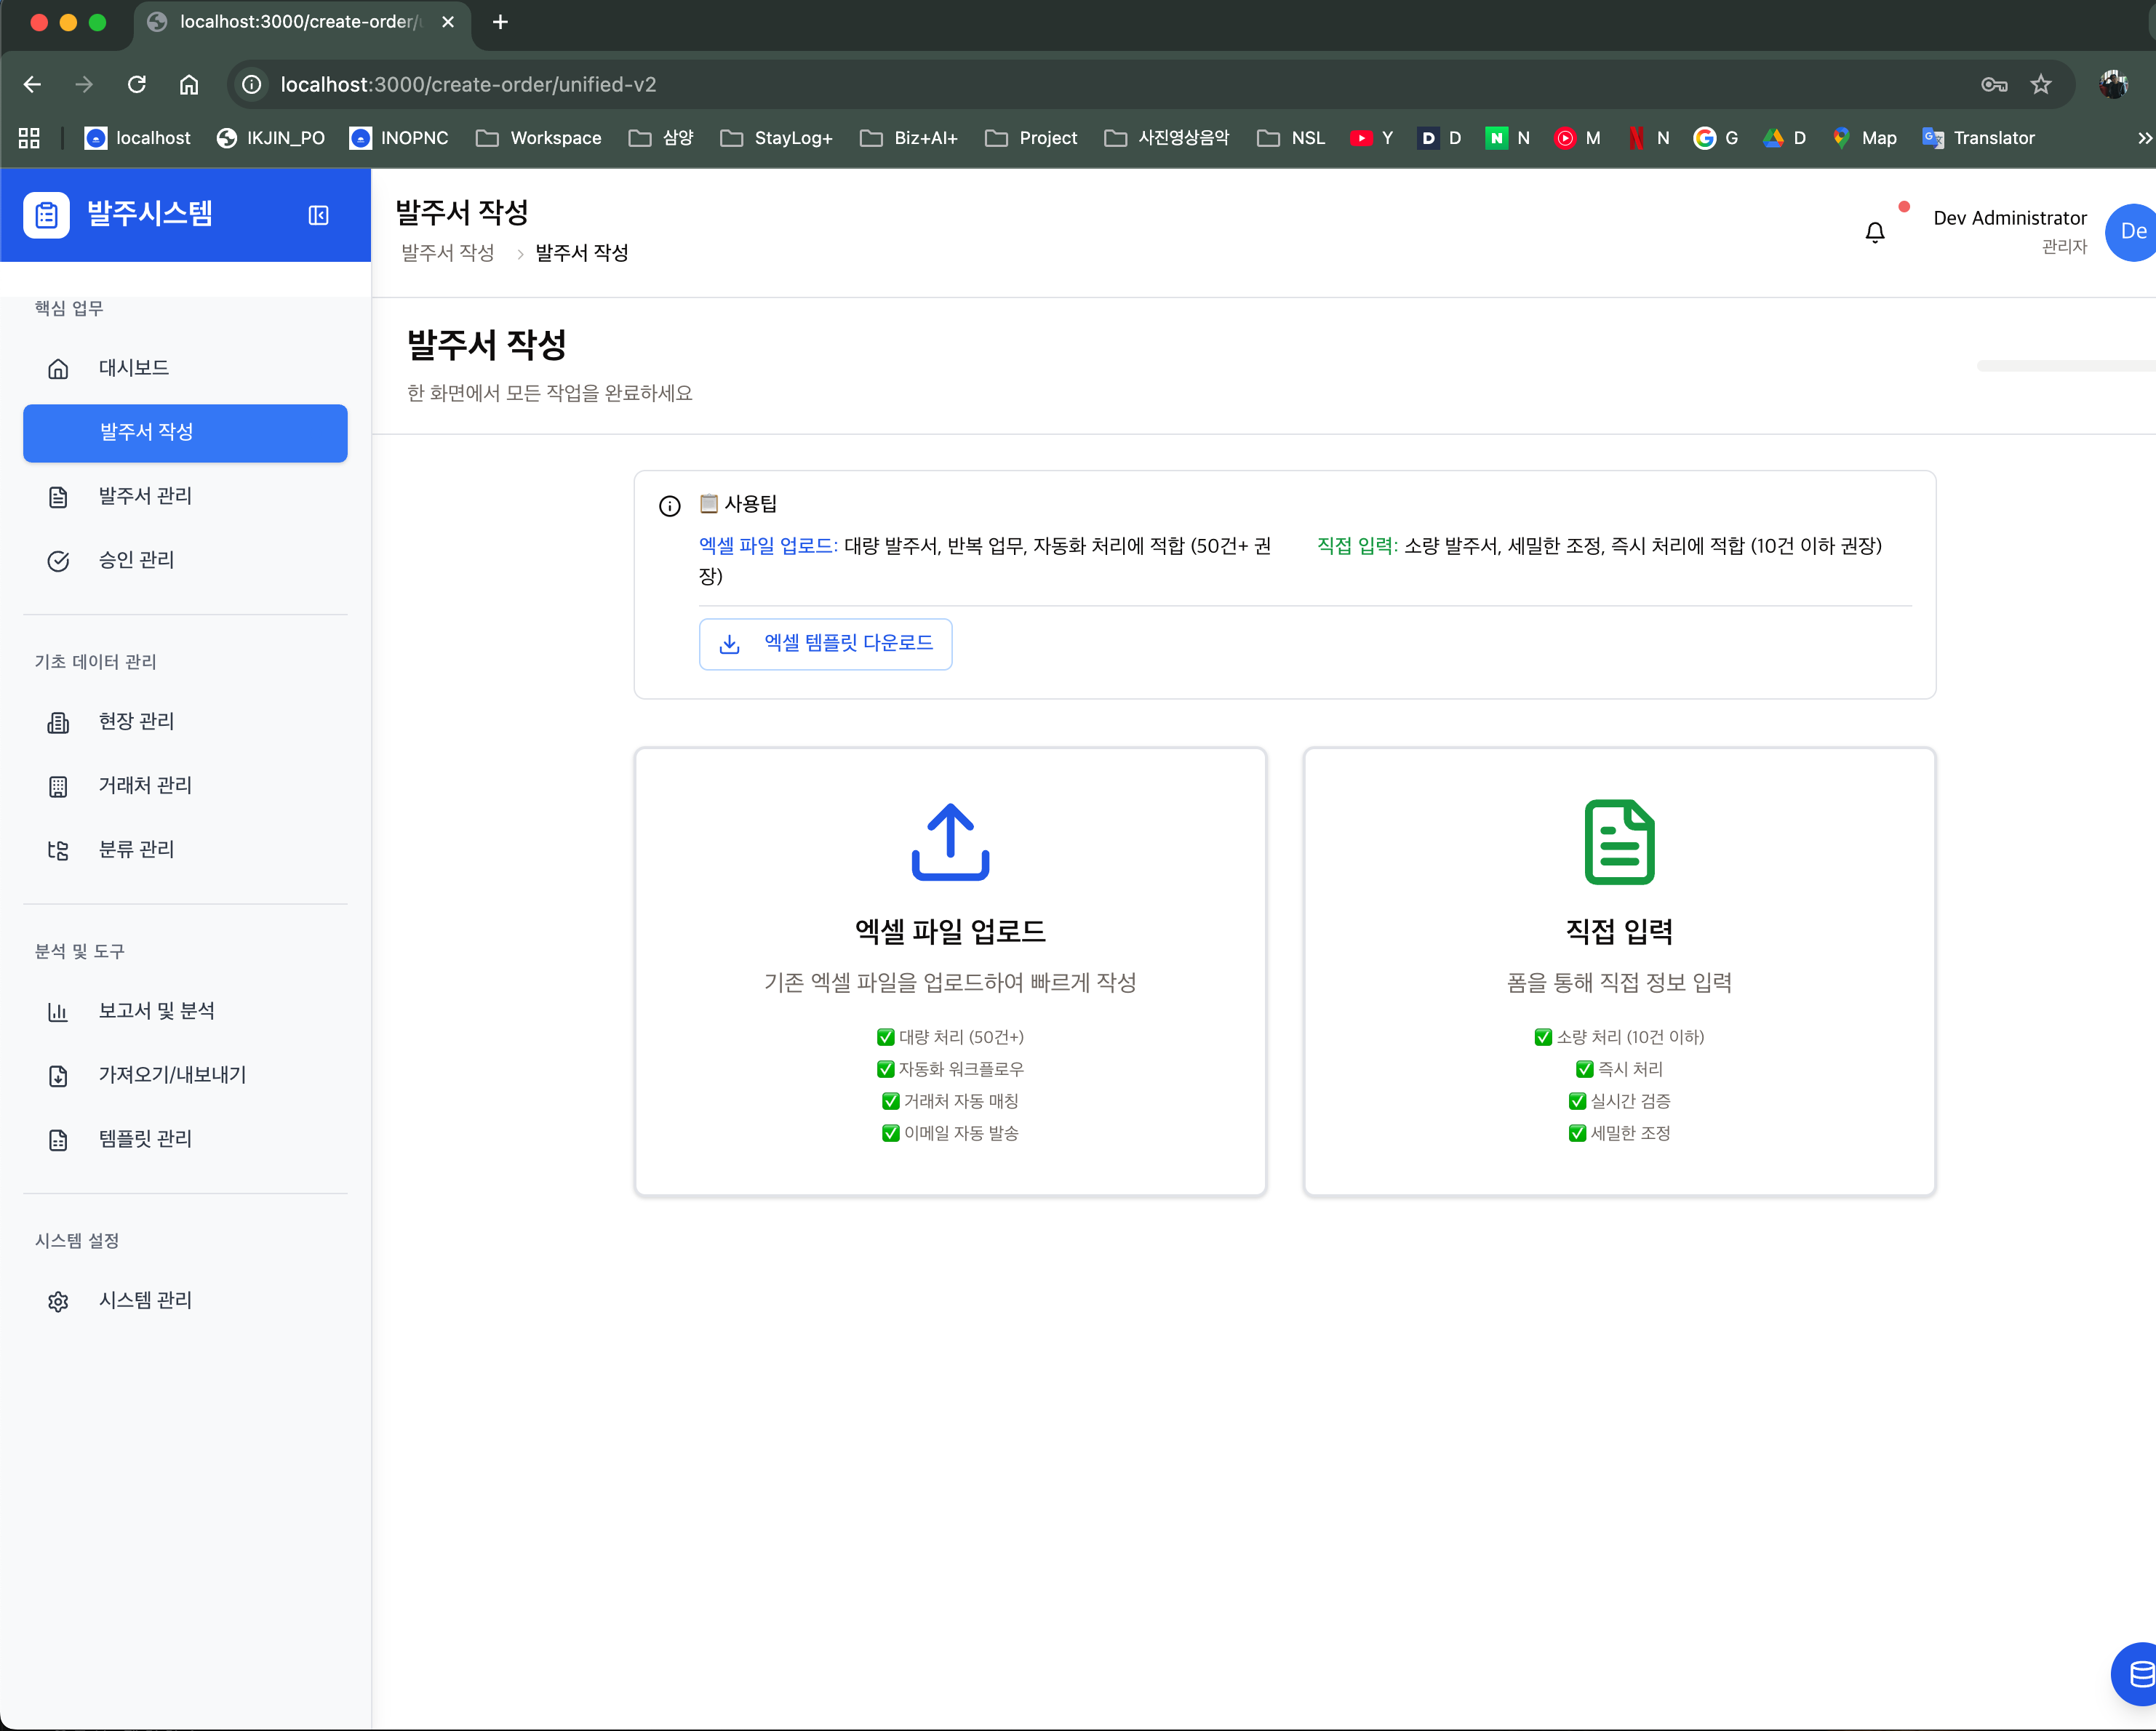 localhost:3000/create-order/
localhost:3000/create-order/unified-v2
localhost
IKJIN_PO
INOPNC
Workspace
삼양
StayLog+
Biz+AI+
Project
사진영상음악
NSL
Y
D
N
M
N
G
D
Map
Translator
발주시스템
핵심 업무
대시보드
발주서 작성
발주서 관리
승인 관리
기초 데이터 관리
현장 관리
거래처 관리
분류 관리
분석 및 도구
보고서 및 분석
가져오기/내보내기
템플릿 관리
시스템 설정
시스템 관리
발주서 작성
발주서 작성 > 발주서 작성
Dev Administrator
관리자
De
발주서 작성
한 화면에서 모든 작업을 완료하세요
📋 사용팁
엑셀 파일 업로드: 대량 발주서, 반복 업무, 자동화 처리에 적합 (50건+ 권
장)
직접 입력: 소량 발주서, 세밀한 조정, 즉시 처리에 적합 (10건 이하 권장)
엑셀 템플릿 다운로드
엑셀 파일 업로드
기존 엑셀 파일을 업로드하여 빠르게 작성
✅ 대량 처리 (50건+)
✅ 자동화 워크플로우
✅ 거래처 자동 매칭
✅ 이메일 자동 발송
직접 입력
폼을 통해 직접 정보 입력
✅ 소량 처리 (10건 이하)
✅ 즉시 처리
✅ 실시간 검증
✅ 세밀한 조정